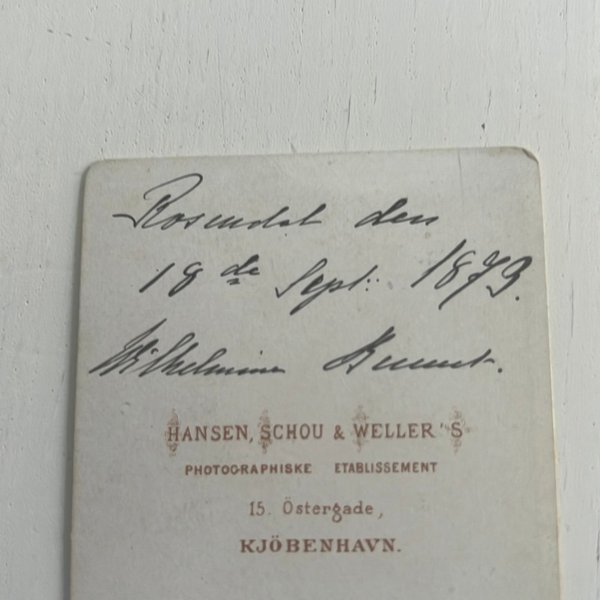 Rosendal den
18de Sept: 1873.
Wilhelmine
HANSEN, SCHOU & WELLER'S
PHOTOGRAPHISKE ETABLISSEMENT
15. Östergade,
KJÖBENHAVN.